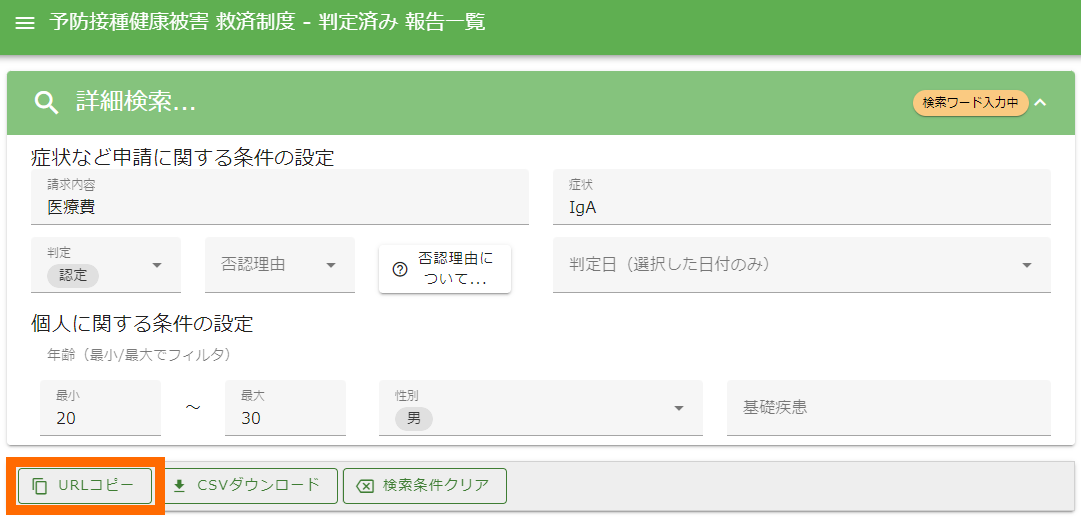 予防接種健康被害 救済制度 - 判定済み 報告一覧
詳細検索...
検索ワード入力中
症状など申請に関する条件の設定
請求内容
医療費
症状
IgA
判定
認定
否認理由
否認理由に
ついて...
判定日（選択した日付のみ）
個人に関する条件の設定
年齢（最小/最大でフィルタ）
最小
20
～
最大
30
性別
男
基礎疾患
URLコピー
CSVダウンロード
検索条件クリア